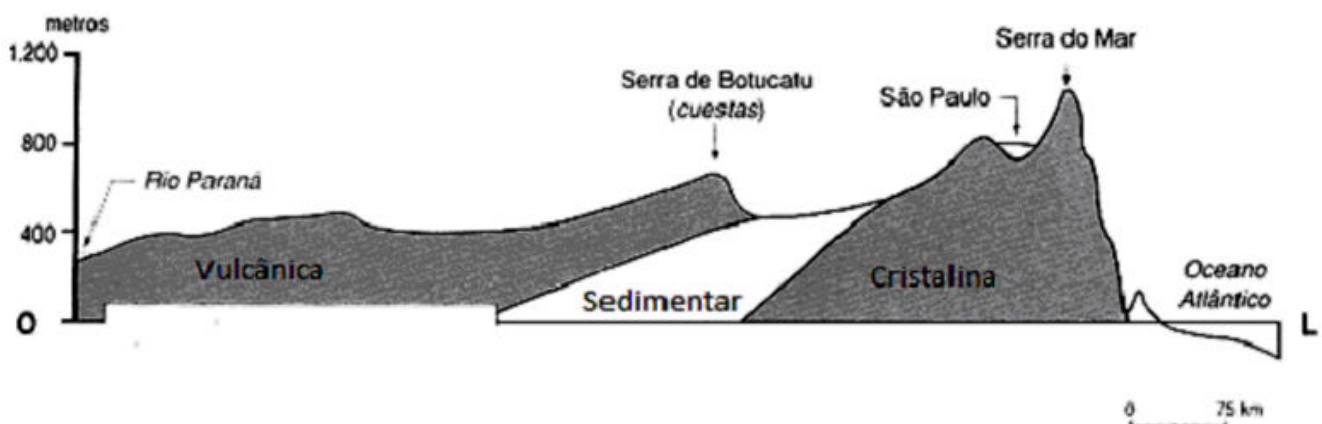 metros
1.200
800
400
O
Rio Paraná
Serra de Botucatu
(cuestas)
São Paulo
Serra do Mar
Vulcânica
Sedimentar
Cristalina
Oceano
Atlântico
L
0 75 km